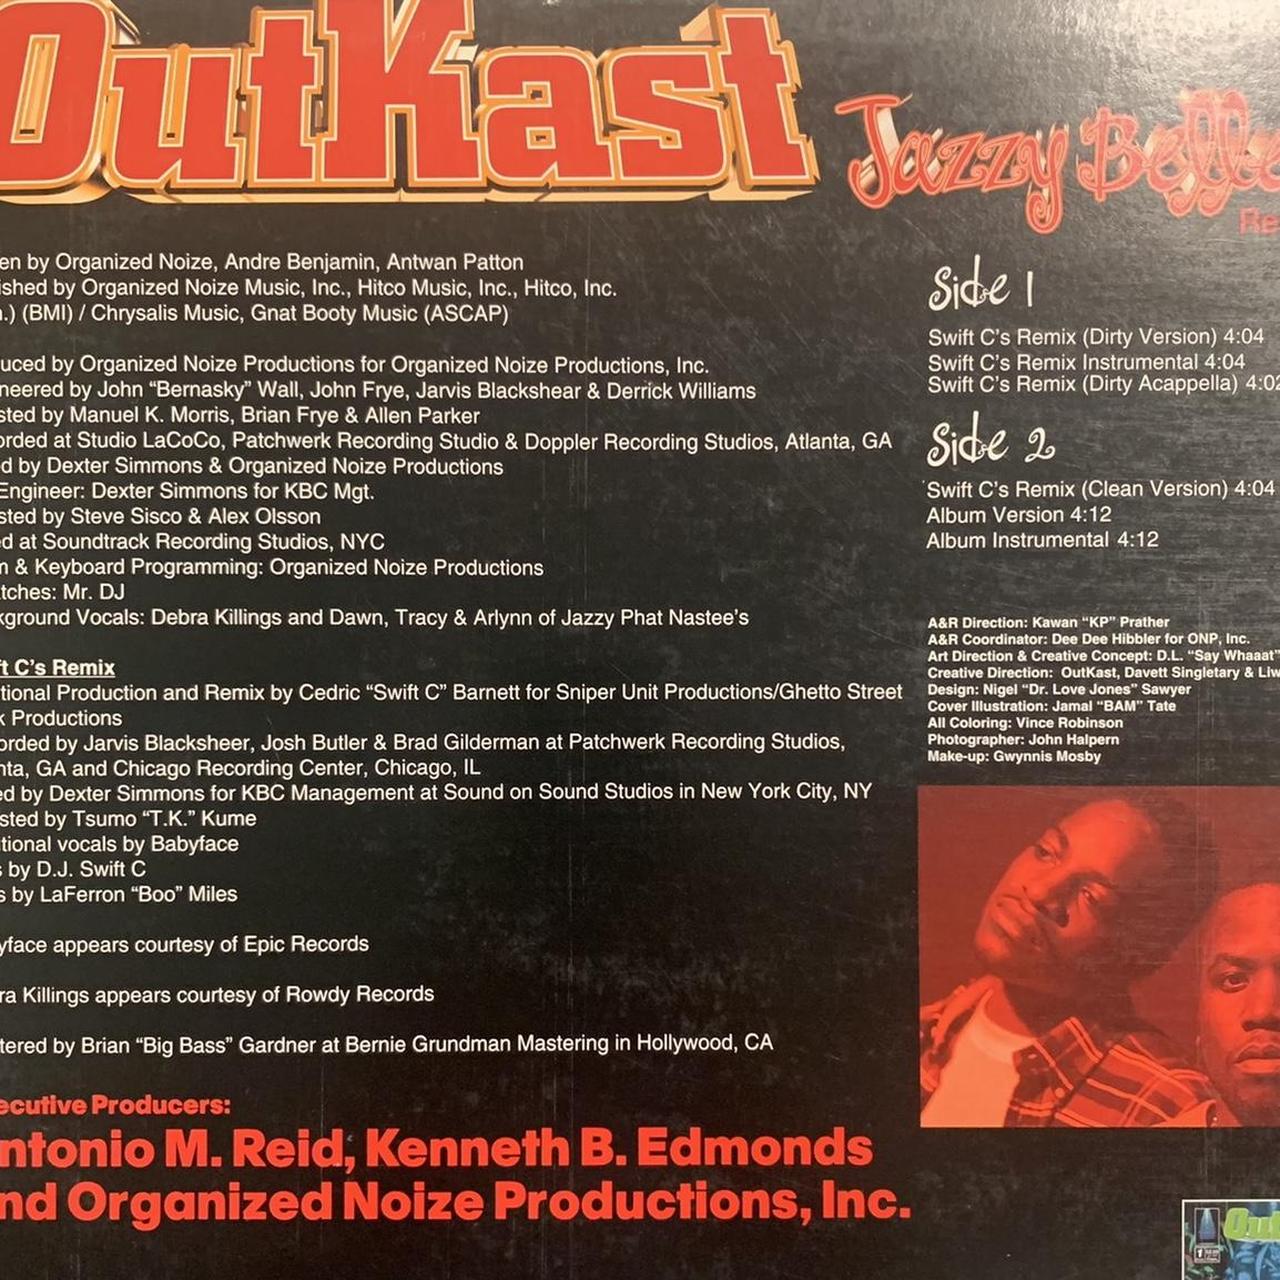 OutKast
Jazzy Belle
Re
en by Organized Noize, Andre Benjamin, Antwan Patton
ished by Organized Noize Music, Inc., Hitco Music, Inc., Hitco, Inc.
.) (BMI) / Chrysalis Music, Gnat Booty Music (ASCAP)
uced by Organized Noize Productions for Organized Noize Productions, Inc.
neered by John “Bernasky” Wall, John Frye, Jarvis Blackshear & Derrick Williams
sted by Manuel K. Morris, Brian Frye & Allen Parker
orded at Studio LaCoCo, Patchwerk Recording Studio & Doppler Recording Studios, Atlanta, GA
d by Dexter Simmons & Organized Noize Productions
Engineer: Dexter Simmons for KBC Mgt.
sted by Steve Sisco & Alex Olsson
d at Soundtrack Recording Studios, NYC
m & Keyboard Programming: Organized Noize Productions
tches: Mr. DJ
kground Vocals: Debra Killings and Dawn, Tracy & Arlynn of Jazzy Phat Nastee’s
ft C’s Remix
tional Production and Remix by Cedric “Swift C” Barnett for Sniper Unit Productions/Ghetto Street
k Productions
orded by Jarvis Blacksheer, Josh Butler & Brad Gilderman at Patchwerk Recording Studios,
nta, GA and Chicago Recording Center, Chicago, IL
ed by Dexter Simmons for KBC Management at Sound on Sound Studios in New York City, NY
sted by Tsumo “T.K.” Kume
tional vocals by Babyface
s by D.J. Swift C
s by LaFerron “Boo” Miles
yface appears courtesy of Epic Records
ra Killings appears courtesy of Rowdy Records
tered by Brian “Big Bass” Gardner at Bernie Grundman Mastering in Hollywood, CA
ecutive Producers:
ntonio M. Reid, Kenneth B. Edmonds
nd Organized Noize Productions, Inc.
Side 1
Swift C’s Remix (Dirty Version) 4:04
Swift C’s Remix Instrumental 4:04
Swift C’s Remix (Dirty Acappella) 4:02
Side 2
Swift C’s Remix (Clean Version) 4:04
Album Version 4:12
Album Instrumental 4:12
A&R Direction: Kawan “KP” Prather
A&R Coordinator: Dee Dee Hibbler for ONP, Inc.
Art Direction & Creative Concept: D.L. “Say Whaaat”
Creative Direction: OutKast, Davett Singletary & Liw
Design: Nigel “Dr. Love Jones” Sawyer
Cover Illustration: Jamal “BAM” Tate
All Coloring: Vince Robinson
Photographer: John Halpern
Make-up: Gwynnis Mosby
Out